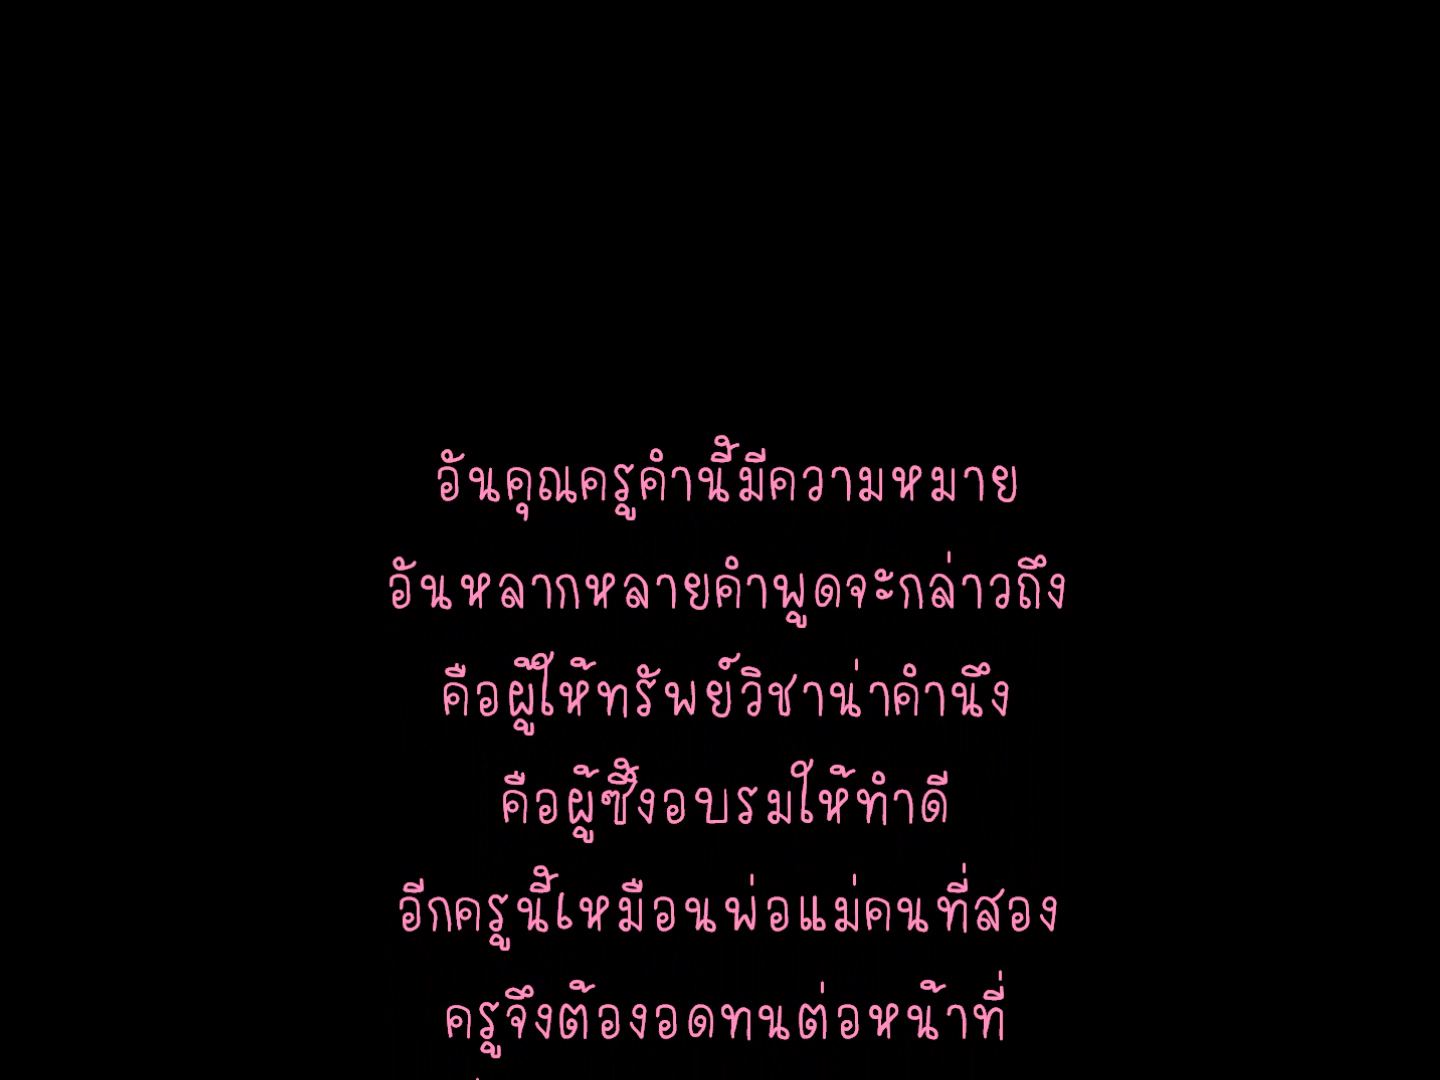 อันคุณครูคำนี้มีความหมาย
อันหลากหลายคำพูดจะกล่าวถึง
คือผู้ให้ทรัพย์วิชาน่าคำนึง
คือผู้ซึ้งอบรมให้ทำดี
อีกครูนี้เหมือนพ่อแม่คนที่สอง
ครูจึงต้องอดทนต่อหน้าที่